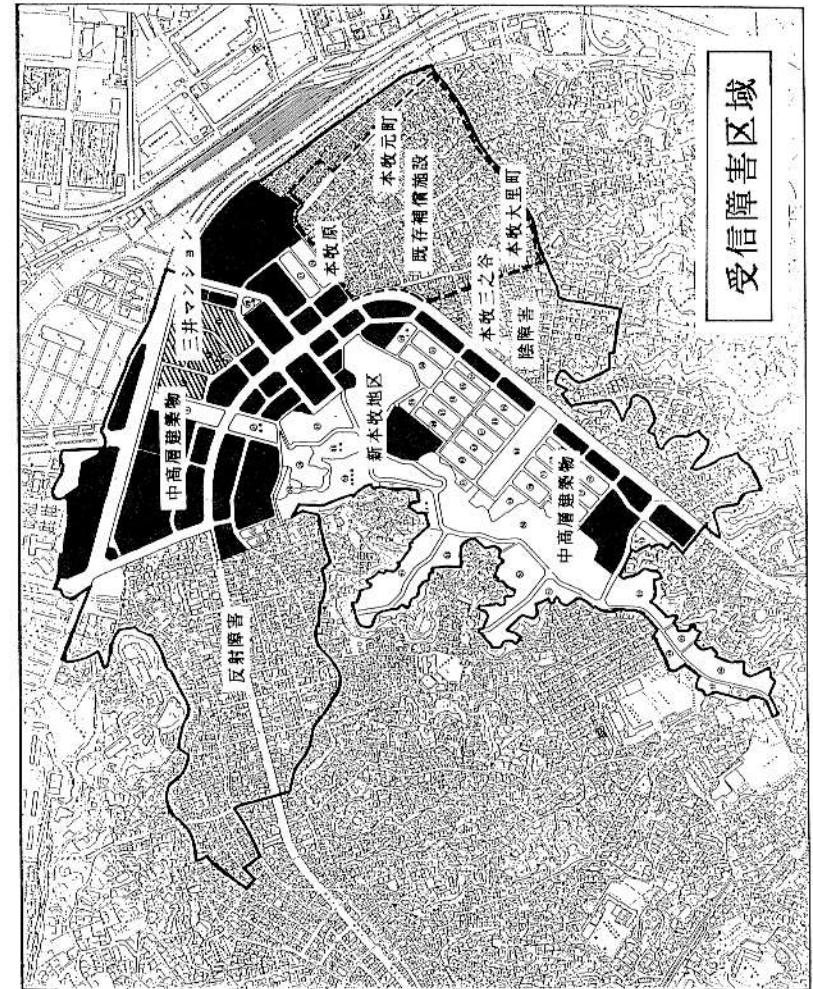 受信障害区域
本牧元町
既存補償施設
本牧大里町
本牧原
本牧三之谷
陰障害
三井マンション
新本牧地区
中高層建築物
中高層建築物
反射障害